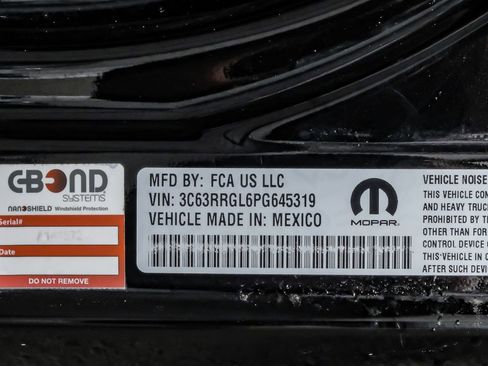 C-BOND
SYSTEMS
NANOSHIELD Windshield Protection
Serial#
Date
DO NOT REMOVE
MFD BY: FCA US LLC
VIN: 3C63RRGL6PG645319
VEHICLE MADE IN: MEXICO
MOPAR
VEHICLE NOISE
THIS VEHICLE CON
AND HEAVY TRUC
PROHIBITED BY T
OTHER THAN FOR
CONTROL DEVICE O
THIS VEHICLE IN C
AFTER SUCH DEVI